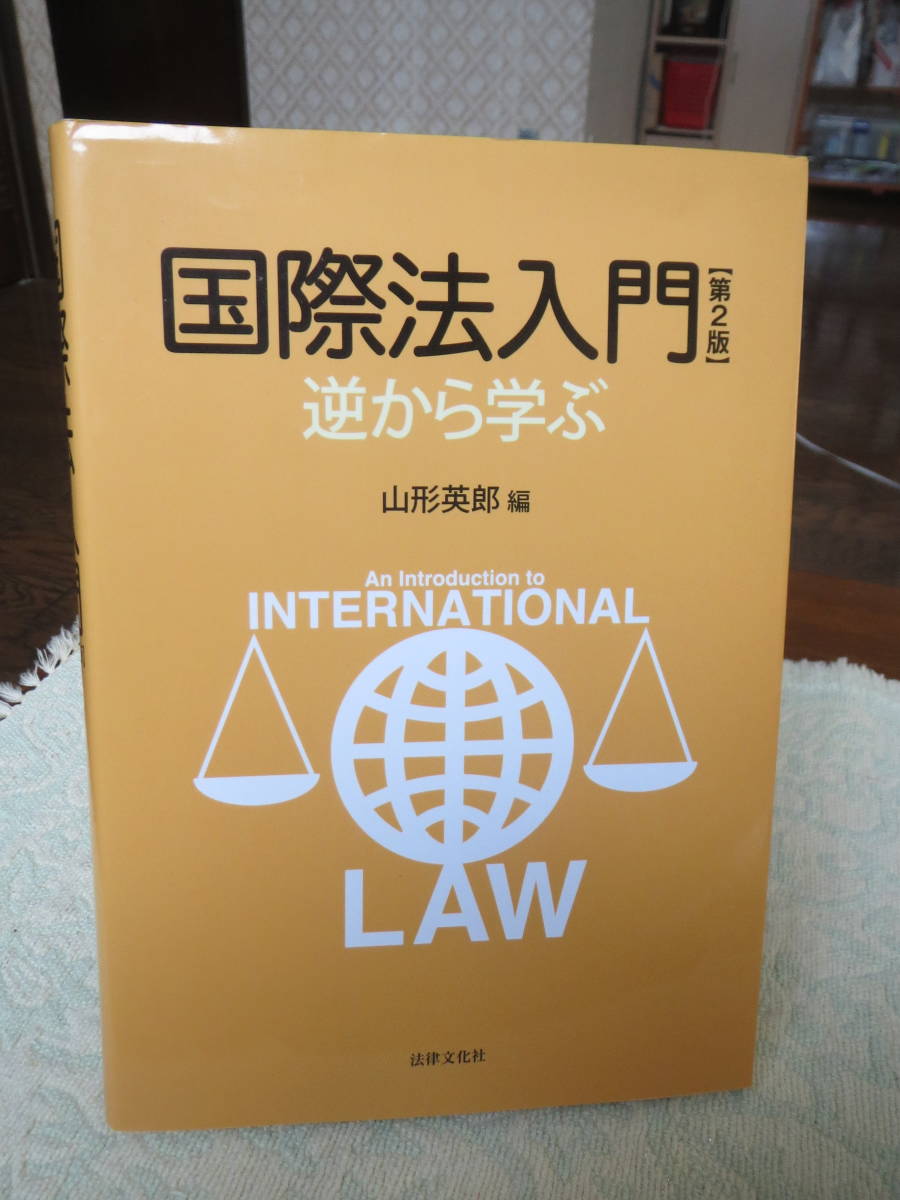 国際法入門【第2版】
逆から学ぶ
山形英郎 編
An Introduction to
INTERNATIONAL
LAW
法律文化社